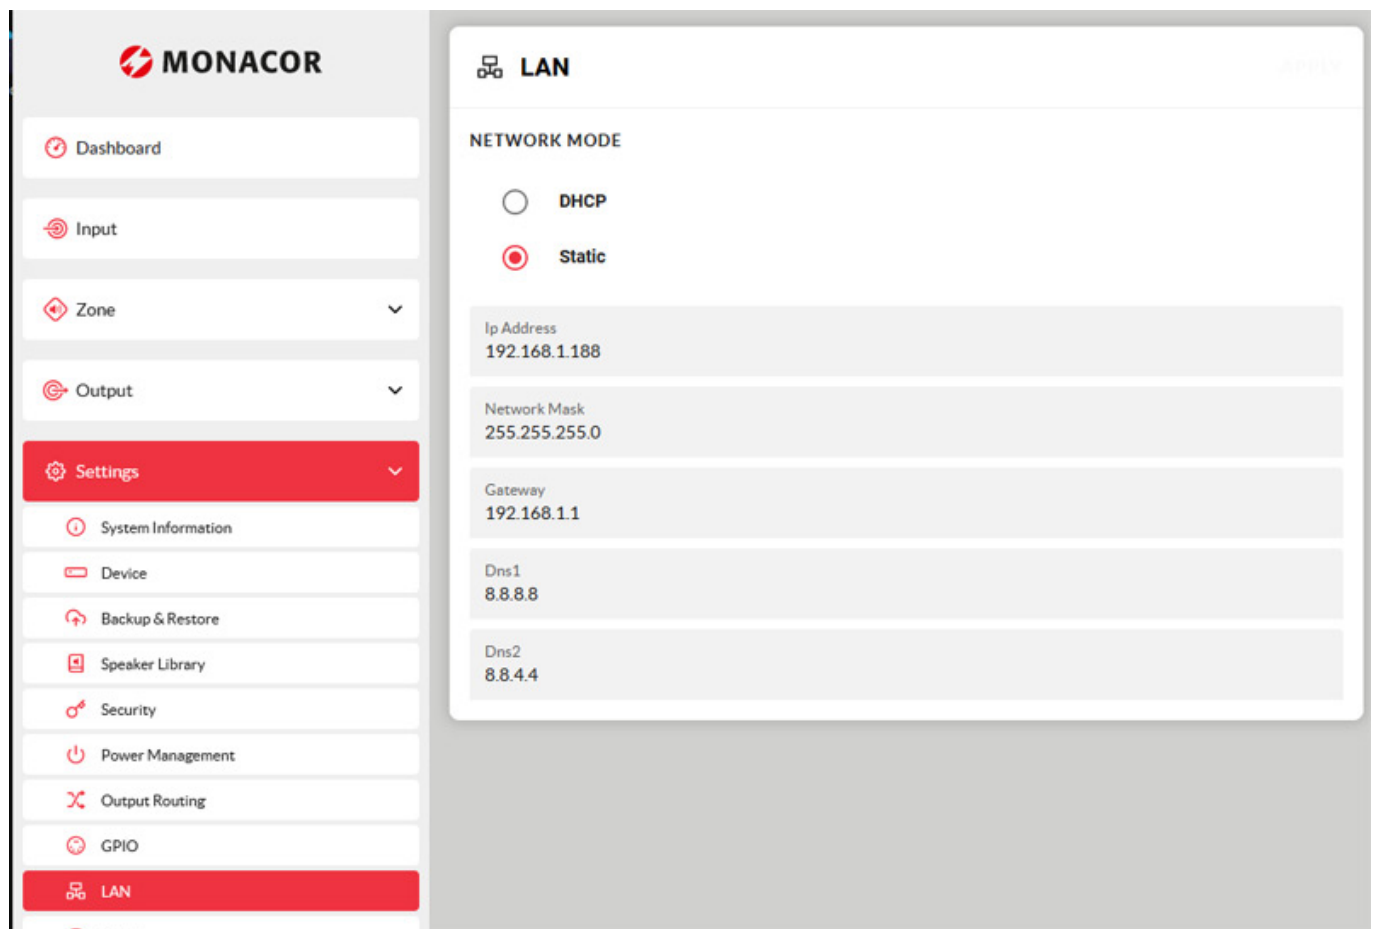 MONACOR
Dashboard
Input
Zone
Output
Settings
System Information
Device
Backup & Restore
Speaker Library
Security
Power Management
Output Routing
GPIO
LAN
LAN
APPLY
NETWORK MODE
DHCP
Static
Ip Address
192.168.1.188
Network Mask
255.255.255.0
Gateway
192.168.1.1
Dns1
8.8.8.8
Dns2
8.8.4.4